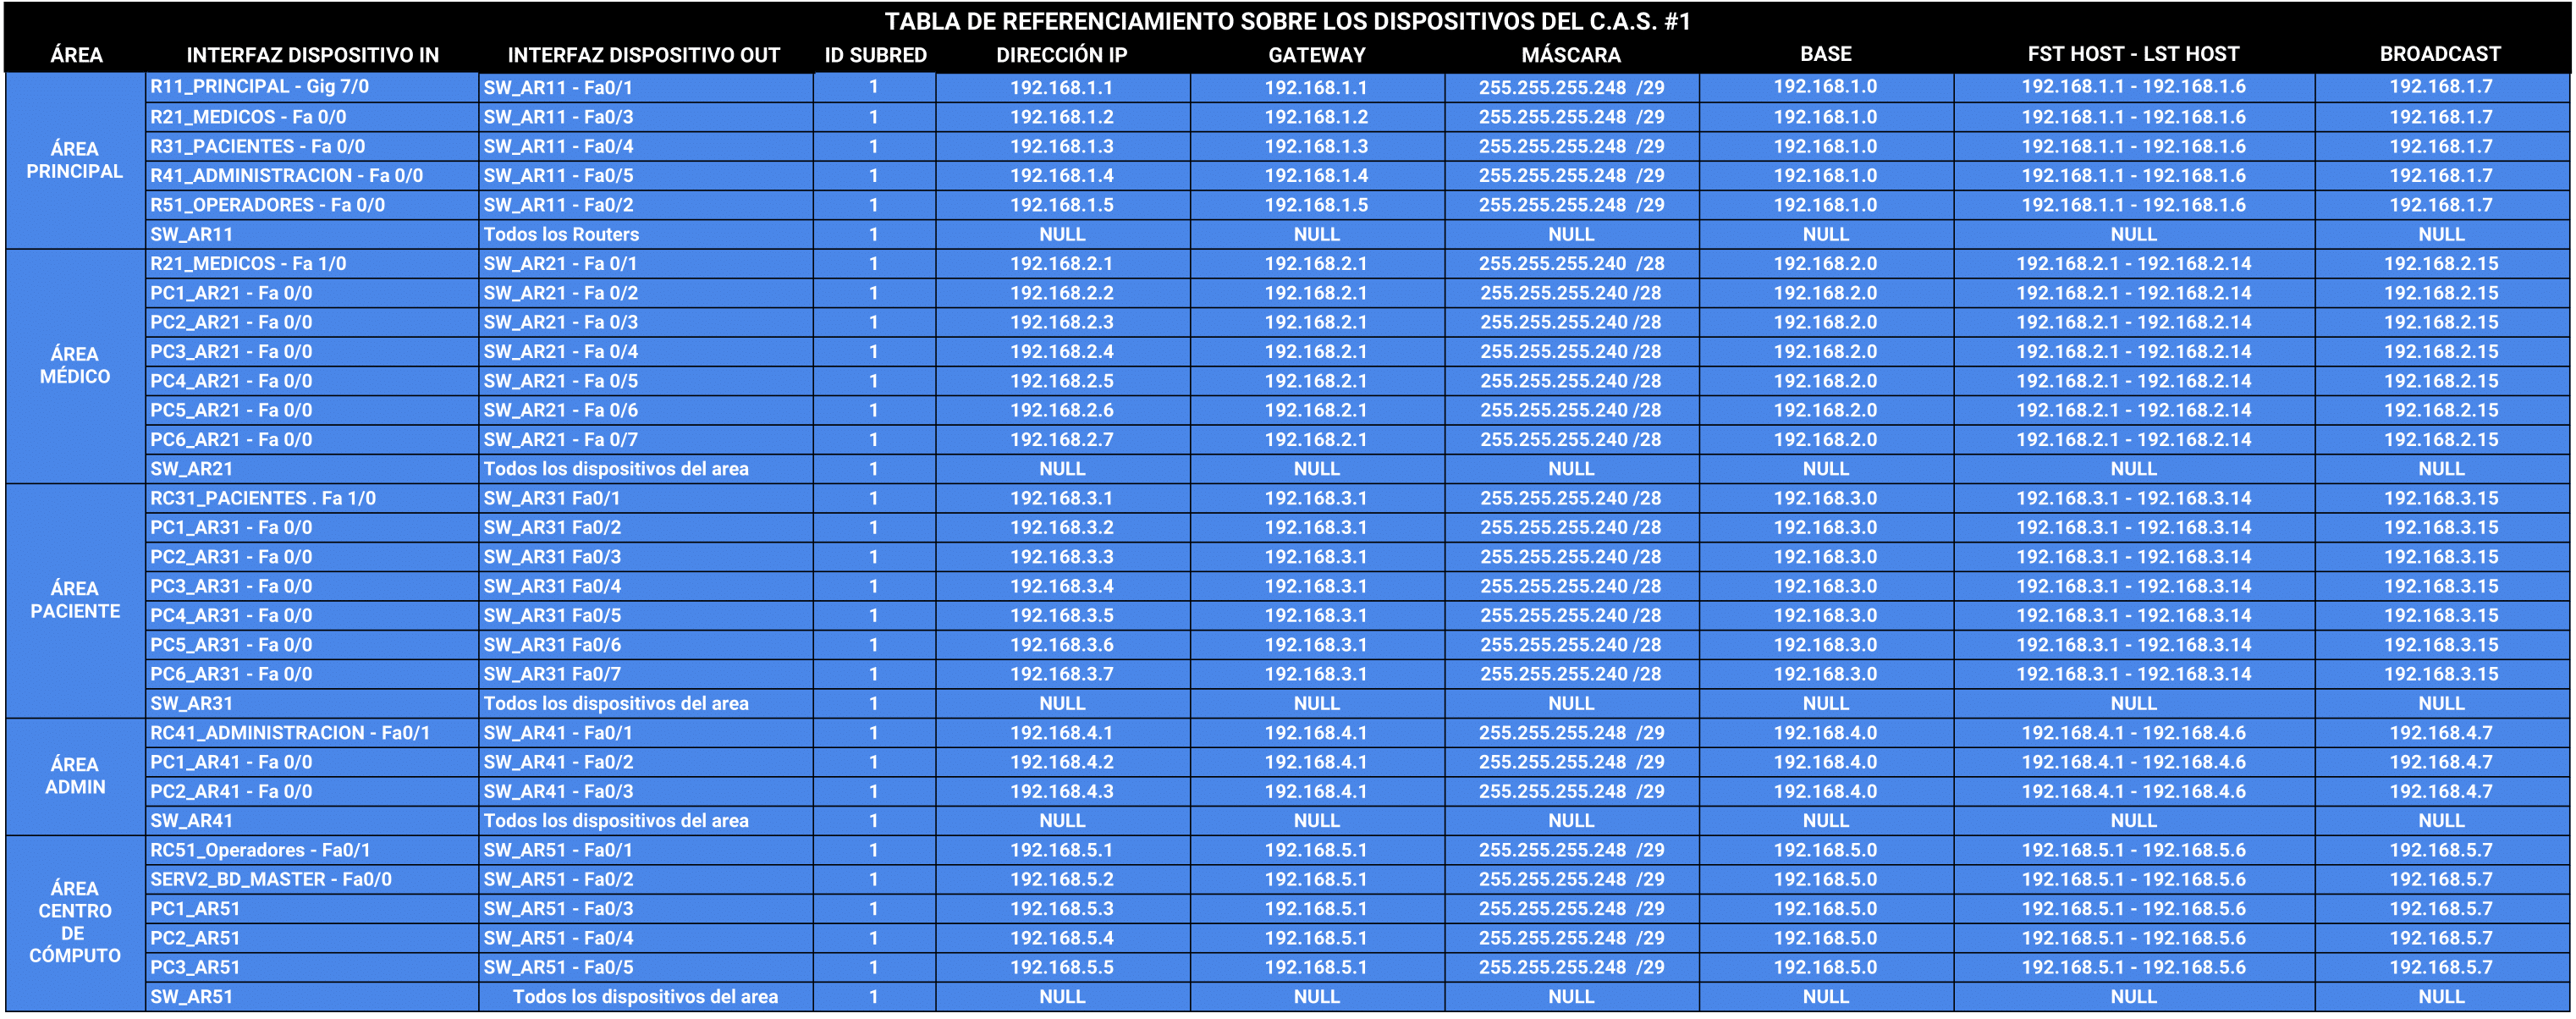 TABLA DE REFERENCIAMIENTO SOBRE LOS DISPOSITIVOS DEL C.A.S. #1
ÁREA INTERFAZ DISPOSITIVO IN INTERFAZ DISPOSITIVO OUT ID SUBRED DIRECCIÓN IP GATEWAY MÁSCARA BASE FST HOST - LST HOST BROADCAST
ÁREA
PRINCIPAL
R11_PRINCIPAL - Gig 7/0 SW_AR11 - Fa0/1 1 192.168.1.1 192.168.1.1 255.255.255.248 /29 192.168.1.0 192.168.1.1 - 192.168.1.6 192.168.1.7
R21_MEDICOS - Fa 0/0 SW_AR11 - Fa0/3 1 192.168.1.2 192.168.1.2 255.255.255.248 /29 192.168.1.0 192.168.1.1 - 192.168.1.6 192.168.1.7
R31_PACIENTES - Fa 0/0 SW_AR11 - Fa0/4 1 192.168.1.3 192.168.1.3 255.255.255.248 /29 192.168.1.0 192.168.1.1 - 192.168.1.6 192.168.1.7
R41_ADMINISTRACION - Fa 0/0 SW_AR11 - Fa0/5 1 192.168.1.4 192.168.1.4 255.255.255.248 /29 192.168.1.0 192.168.1.1 - 192.168.1.6 192.168.1.7
R51_OPERADORES - Fa 0/0 SW_AR11 - Fa0/2 1 192.168.1.5 192.168.1.5 255.255.255.248 /29 192.168.1.0 192.168.1.1 - 192.168.1.6 192.168.1.7
SW_AR11 Todos los Routers 1 NULL NULL NULL NULL NULL NULL
ÁREA
MÉDICO
R21_MEDICOS - Fa 1/0 SW_AR21 - Fa 0/1 1 192.168.2.1 192.168.2.1 255.255.255.240 /28 192.168.2.0 192.168.2.1 - 192.168.2.14 192.168.2.15
PC1_AR21 - Fa 0/0 SW_AR21 - Fa 0/2 1 192.168.2.2 192.168.2.1 255.255.255.240 /28 192.168.2.0 192.168.2.1 - 192.168.2.14 192.168.2.15
PC2_AR21 - Fa 0/0 SW_AR21 - Fa 0/3 1 192.168.2.3 192.168.2.1 255.255.255.240 /28 192.168.2.0 192.168.2.1 - 192.168.2.14 192.168.2.15
PC3_AR21 - Fa 0/0 SW_AR21 - Fa 0/4 1 192.168.2.4 192.168.2.1 255.255.255.240 /28 192.168.2.0 192.168.2.1 - 192.168.2.14 192.168.2.15
PC4_AR21 - Fa 0/0 SW_AR21 - Fa 0/5 1 192.168.2.5 192.168.2.1 255.255.255.240 /28 192.168.2.0 192.168.2.1 - 192.168.2.14 192.168.2.15
PC5_AR21 - Fa 0/0 SW_AR21 - Fa 0/6 1 192.168.2.6 192.168.2.1 255.255.255.240 /28 192.168.2.0 192.168.2.1 - 192.168.2.14 192.168.2.15
PC6_AR21 - Fa 0/0 SW_AR21 - Fa 0/7 1 192.168.2.7 192.168.2.1 255.255.255.240 /28 192.168.2.0 192.168.2.1 - 192.168.2.14 192.168.2.15
SW_AR21 Todos los dispositivos del area 1 NULL NULL NULL NULL NULL NULL
ÁREA
PACIENTE
RC31_PACIENTES . Fa 1/0 SW_AR31 Fa0/1 1 192.168.3.1 192.168.3.1 255.255.255.240 /28 192.168.3.0 192.168.3.1 - 192.168.3.14 192.168.3.15
PC1_AR31 - Fa 0/0 SW_AR31 Fa0/2 1 192.168.3.2 192.168.3.1 255.255.255.240 /28 192.168.3.0 192.168.3.1 - 192.168.3.14 192.168.3.15
PC2_AR31 - Fa 0/0 SW_AR31 Fa0/3 1 192.168.3.3 192.168.3.1 255.255.255.240 /28 192.168.3.0 192.168.3.1 - 192.168.3.14 192.168.3.15
PC3_AR31 - Fa 0/0 SW_AR31 Fa0/4 1 192.168.3.4 192.168.3.1 255.255.255.240 /28 192.168.3.0 192.168.3.1 - 192.168.3.14 192.168.3.15
PC4_AR31 - Fa 0/0 SW_AR31 Fa0/5 1 192.168.3.5 192.168.3.1 255.255.255.240 /28 192.168.3.0 192.168.3.1 - 192.168.3.14 192.168.3.15
PC5_AR31 - Fa 0/0 SW_AR31 Fa0/6 1 192.168.3.6 192.168.3.1 255.255.255.240 /28 192.168.3.0 192.168.3.1 - 192.168.3.14 192.168.3.15
PC6_AR31 - Fa 0/0 SW_AR31 Fa0/7 1 192.168.3.7 192.168.3.1 255.255.255.240 /28 192.168.3.0 192.168.3.1 - 192.168.3.14 192.168.3.15
SW_AR31 Todos los dispositivos del area 1 NULL NULL NULL NULL NULL NULL
ÁREA
ADMIN
RC41_ADMINISTRACION - Fa0/1 SW_AR41 - Fa0/1 1 192.168.4.1 192.168.4.1 255.255.255.248 /29 192.168.4.0 192.168.4.1 - 192.168.4.6 192.168.4.7
PC1_AR41 - Fa 0/0 SW_AR41 - Fa0/2 1 192.168.4.2 192.168.4.1 255.255.255.248 /29 192.168.4.0 192.168.4.1 - 192.168.4.6 192.168.4.7
PC2_AR41 - Fa 0/0 SW_AR41 - Fa0/3 1 192.168.4.3 192.168.4.1 255.255.255.248 /29 192.168.4.0 192.168.4.1 - 192.168.4.6 192.168.4.7
SW_AR41 Todos los dispositivos del area 1 NULL NULL NULL NULL NULL NULL
ÁREA
CENTRO
DE
CÓMPUTO
RC51_Operadores - Fa0/1 SW_AR51 - Fa0/1 1 192.168.5.1 192.168.5.1 255.255.255.248 /29 192.168.5.0 192.168.5.1 - 192.168.5.6 192.168.5.7
SERV2_BD_MASTER - Fa0/0 SW_AR51 - Fa0/2 1 192.168.5.2 192.168.5.1 255.255.255.248 /29 192.168.5.0 192.168.5.1 - 192.168.5.6 192.168.5.7
PC1_AR51 SW_AR51 - Fa0/3 1 192.168.5.3 192.168.5.1 255.255.255.248 /29 192.168.5.0 192.168.5.1 - 192.168.5.6 192.168.5.7
PC2_AR51 SW_AR51 - Fa0/4 1 192.168.5.4 192.168.5.1 255.255.255.248 /29 192.168.5.0 192.168.5.1 - 192.168.5.6 192.168.5.7
PC3_AR51 SW_AR51 - Fa0/5 1 192.168.5.5 192.168.5.1 255.255.255.248 /29 192.168.5.0 192.168.5.1 - 192.168.5.6 192.168.5.7
SW_AR51 Todos los dispositivos del area 1 NULL NULL NULL NULL NULL NULL